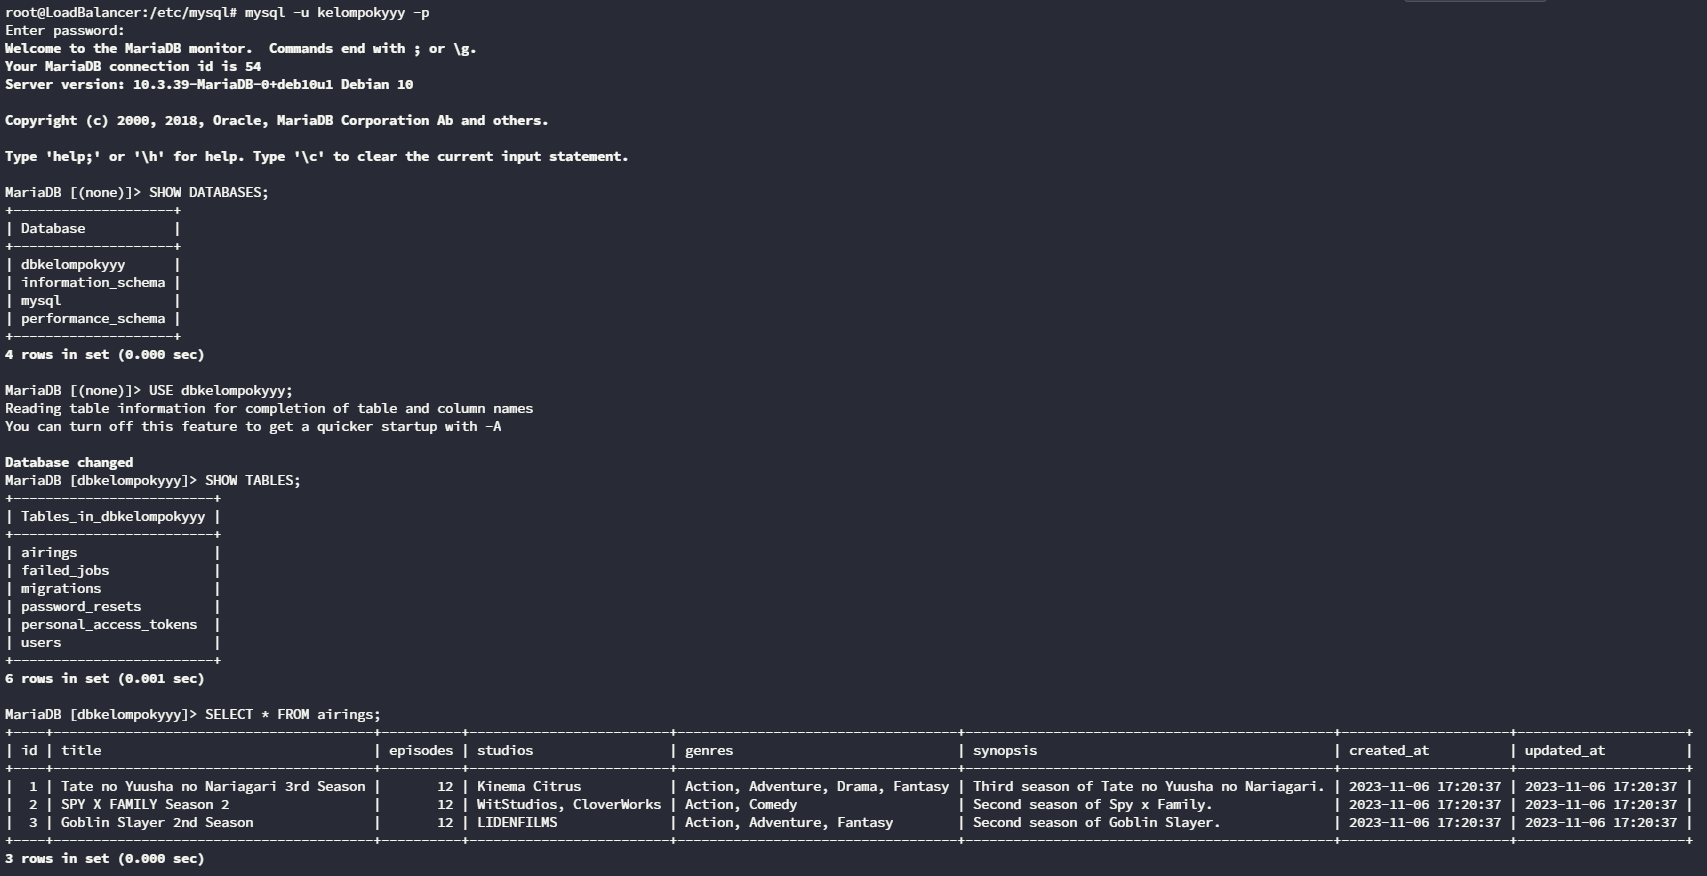 root@LoadBalancer:/etc/mysql# mysql -u kelompokyyy -p
Enter password:
Welcome to the MariaDB monitor.  Commands end with ; or \g.
Your MariaDB connection id is 54
Server version: 10.3.39-MariaDB-0+deb10u1 Debian 10

Copyright (c) 2000, 2018, Oracle, MariaDB Corporation Ab and others.

Type 'help;' or '\h' for help. Type '\c' to clear the current input statement.

MariaDB [(none)]> SHOW DATABASES;
+--------------------+
| Database           |
+--------------------+
| dbkelompokyyy      |
| information_schema |
| mysql              |
| performance_schema |
+--------------------+
4 rows in set (0.000 sec)

MariaDB [(none)]> USE dbkelompokyyy;
Reading table information for completion of table and column names
You can turn off this feature to get a quicker startup with -A

Database changed
MariaDB [dbkelompokyyy]> SHOW TABLES;
+-------------------------+
| Tables_in_dbkelompokyyy |
+-------------------------+
| airings                 |
| failed_jobs             |
| migrations              |
| password_resets         |
| personal_access_tokens  |
| users                   |
+-------------------------+
6 rows in set (0.001 sec)

MariaDB [dbkelompokyyy]> SELECT * FROM airings;
+----+----------------------------------------+----------+-------------------------+-----------------------------------+----------------------------------------------+---------------------+---------------------+
| id | title                                  | episodes | studios                 | genres                            | synopsis                                     | created_at          | updated_at          |
+----+----------------------------------------+----------+-------------------------+-----------------------------------+----------------------------------------------+---------------------+---------------------+
|  1 | Tate no Yuusha no Nariagari 3rd Season |       12 | Kinema Citrus           | Action, Adventure, Drama, Fantasy | Third season of Tate no Yuusha no Nariagari. | 2023-11-06 17:20:37 | 2023-11-06 17:20:37 |
|  2 | SPY X FAMILY Season 2                  |       12 | WitStudios, CloverWorks | Action, Comedy                    | Second season of Spy x Family.               | 2023-11-06 17:20:37 | 2023-11-06 17:20:37 |
|  3 | Goblin Slayer 2nd Season               |       12 | LIDENFILMS              | Action, Adventure, Fantasy        | Second season of Goblin Slayer.              | 2023-11-06 17:20:37 | 2023-11-06 17:20:37 |
+----+----------------------------------------+----------+-------------------------+-----------------------------------+----------------------------------------------+---------------------+---------------------+
3 rows in set (0.000 sec)